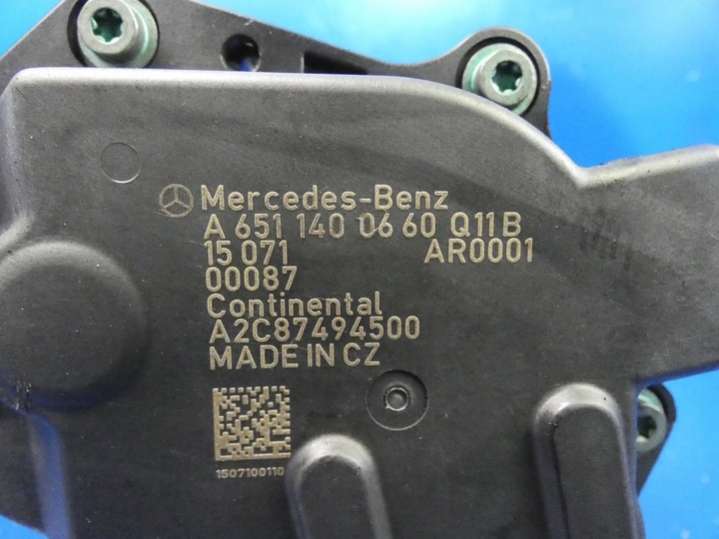 Mercedes-Benz
A 651 140 06 60 Q11B
15 071 AR0001
00087
Continental
A2C87494500
MADE IN CZ
1507100110